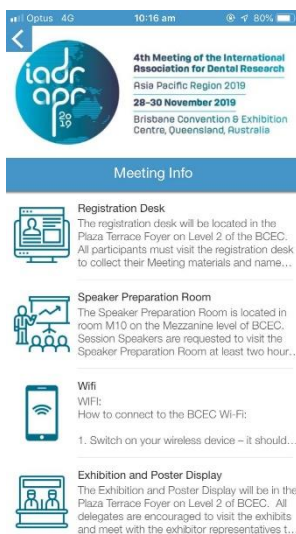 Optus 4G 10:16 am 80%
iadr
apr
2019
4th Meeting of the International
Association for Dental Research
Asia Pacific Region 2019
28-30 November 2019
Brisbane Convention & Exhibition
Centre, Queensland, Australia
Meeting Info
Registration Desk
The registration desk will be located in the
Plaza Terrace Foyer on Level 2 of the BCEC.
All participants must visit the registration desk
to collect their Meeting materials and name…
Speaker Preparation Room
The Speaker Preparation Room is located in
room M10 on the Mezzanine level of BCEC.
Session Speakers are requested to visit the
Speaker Preparation Room at least two hour…
Wifi
WIFI:
How to connect to the BCEC Wi-Fi:
1. Switch on your wireless device – it should…
Exhibition and Poster Display
The Exhibition and Poster Display will be in the
Plaza Terrace Foyer on Level 2 of BCEC. All
delegates are encouraged to visit the exhibits
and meet with the exhibitor representatives t…